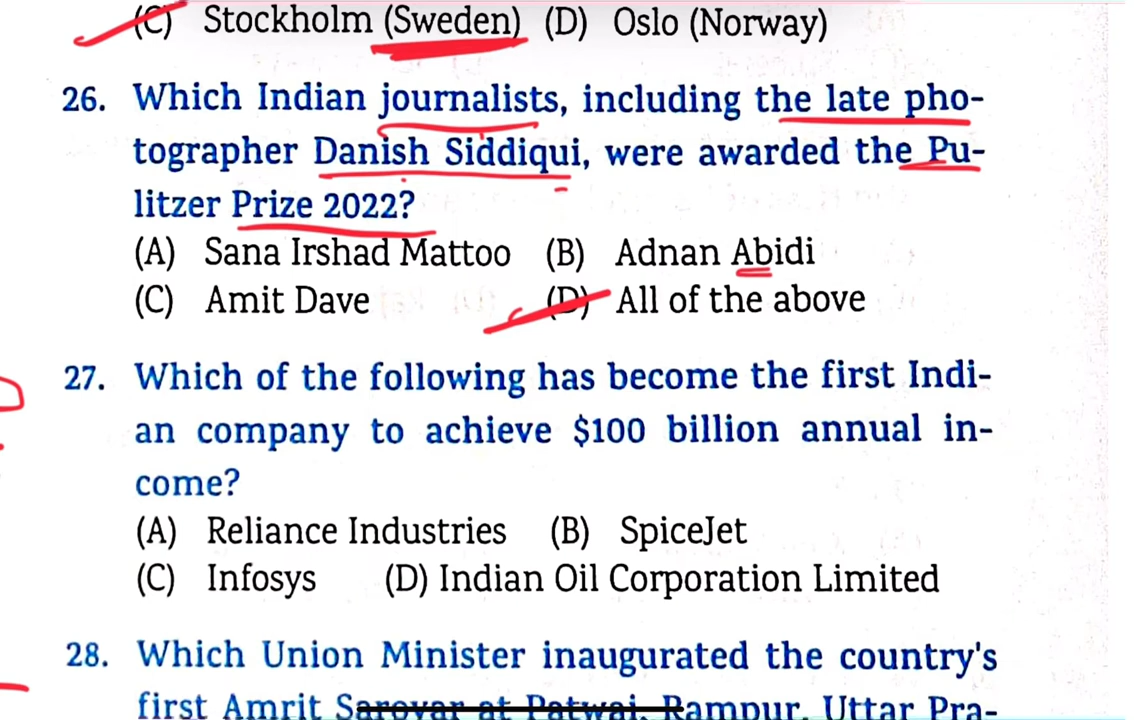 (C) Stockholm (Sweden) (D) Oslo (Norway)
26. Which Indian journalists, including the late pho-
tographer Danish Siddiqui, were awarded the Pu-
litzer Prize 2022?
(A) Sana Irshad Mattoo (B) Adnan Abidi
(C) Amit Dave (D) All of the above
27. Which of the following has become the first Indi-
an company to achieve $100 billion annual in-
come?
(A) Reliance Industries (B) SpiceJet
(C) Infosys (D) Indian Oil Corporation Limited
28. Which Union Minister inaugurated the country's
first Amrit Sarovar at Patwai, Rampur, Uttar Pra-